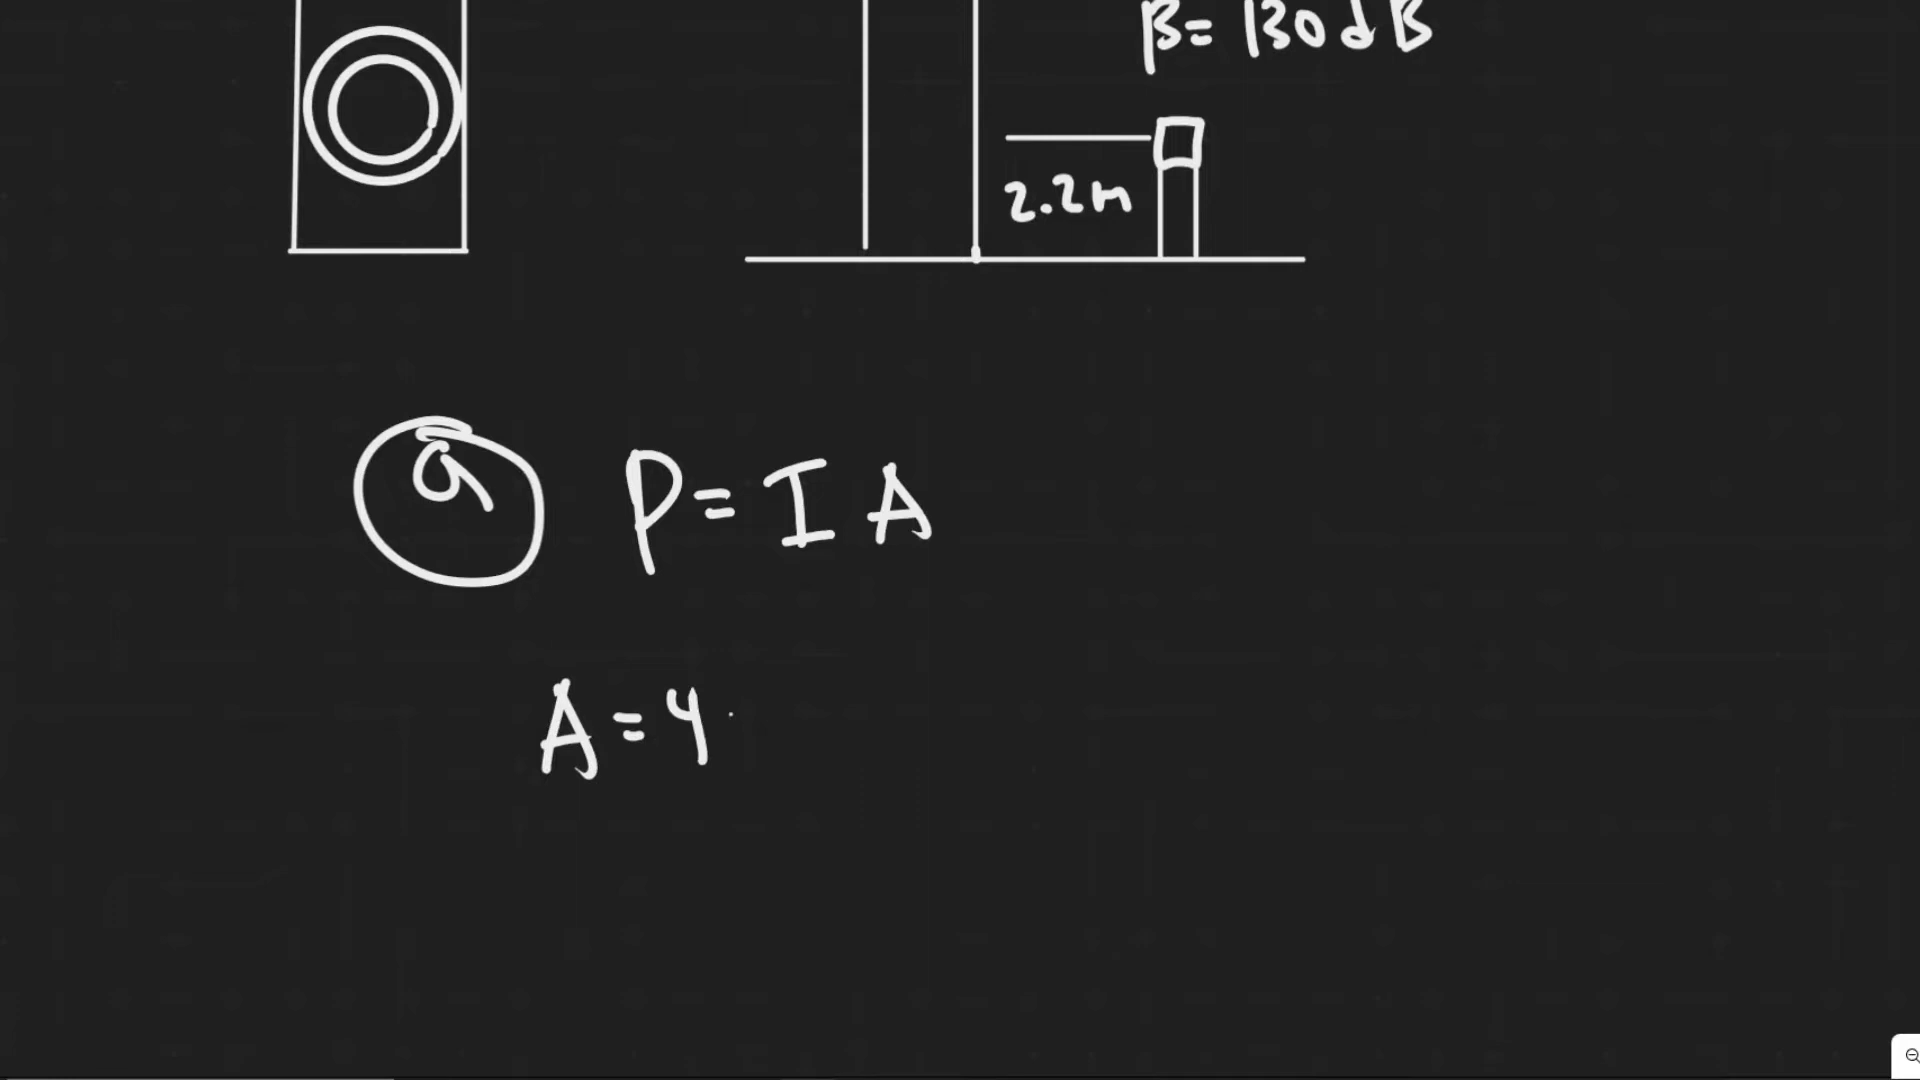 β= 130 dB
2.2m
a P = I A
A = 4